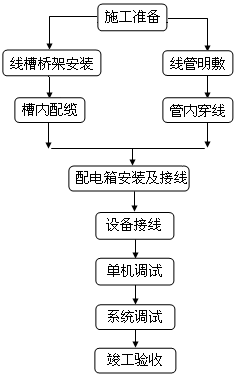 施工准备
线槽桥架安装
线管明敷
槽内配缆
管内穿线
配电箱安装及接线
设备接线
单机调试
系统调试
竣工验收